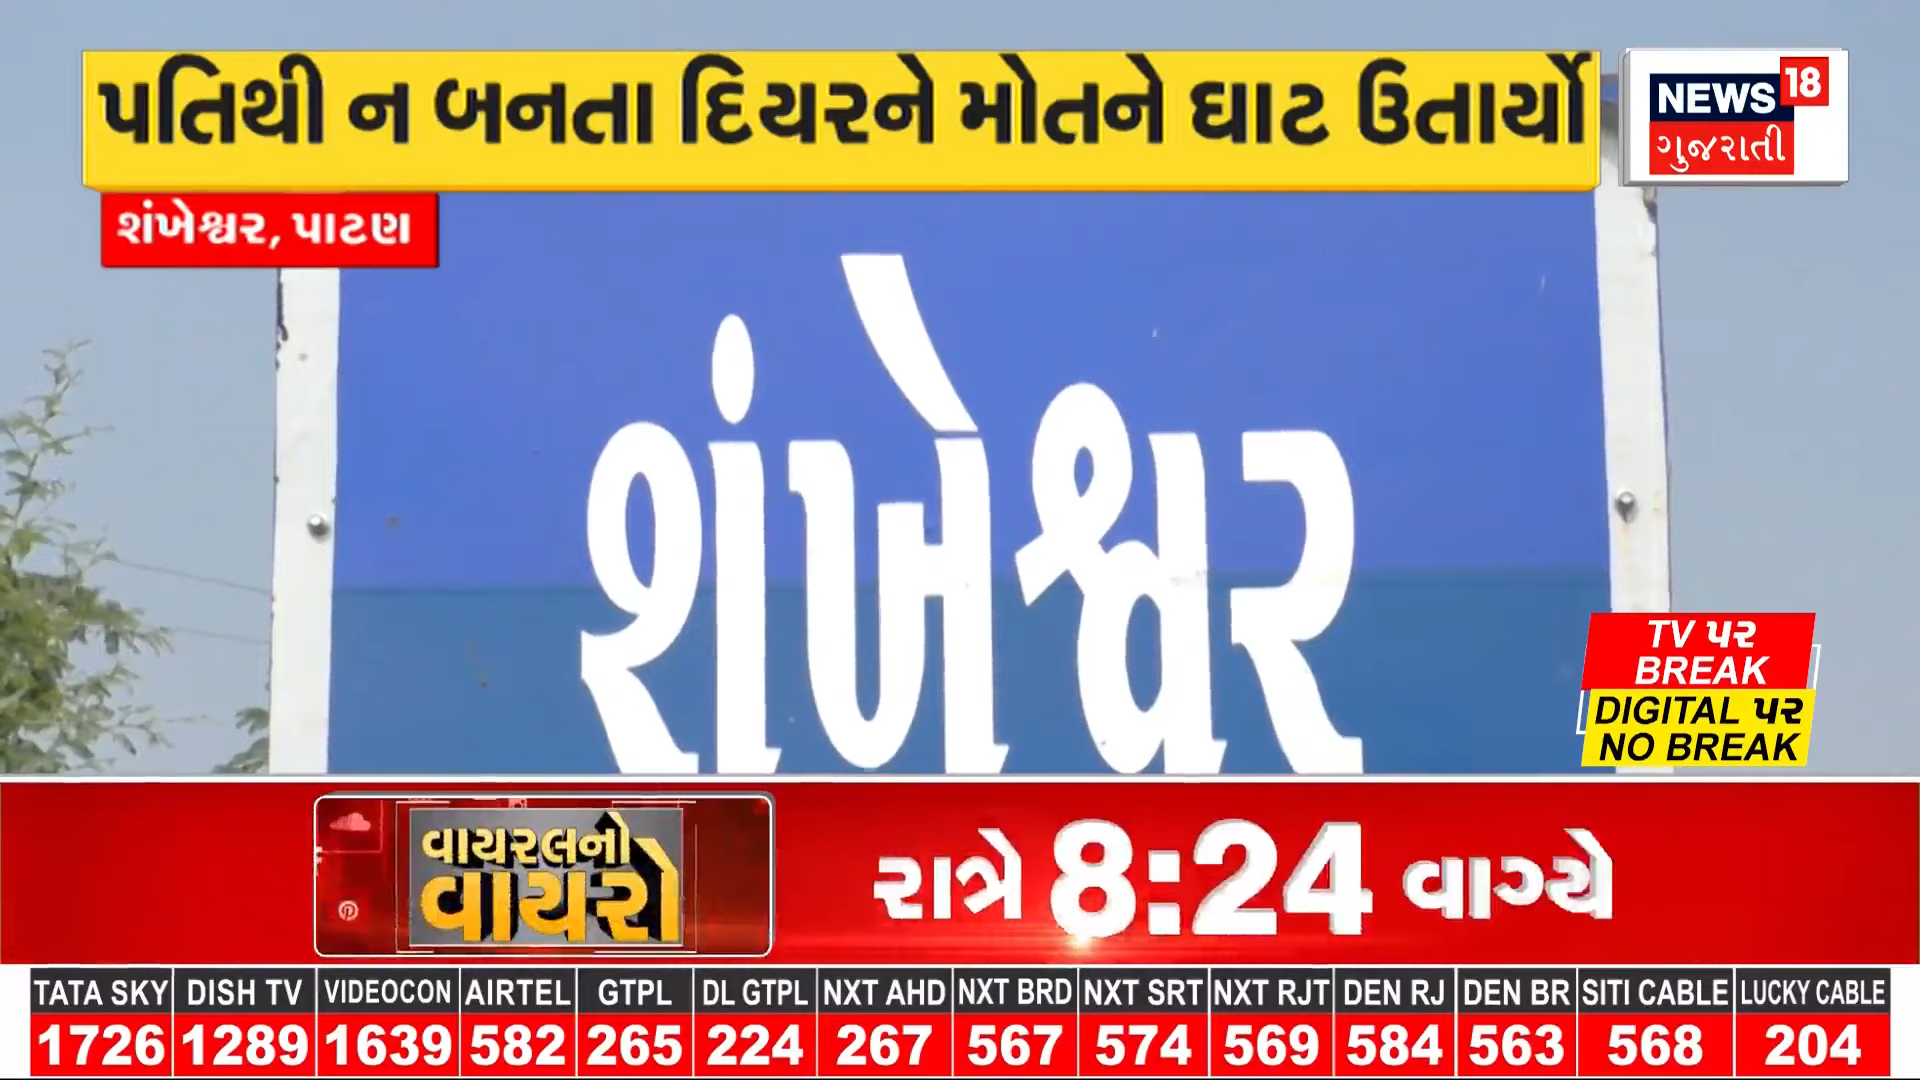 પતિથી ન બનતા દિયરને મોતને ઘાટ ઉતાર્યો
NEWS 18
ગુજરાતી
શંખેશ્વર, પાટણ
શંખેશ્વર
TV પર
BREAK
DIGITAL પર
NO BREAK
વાયરલનો
વાયરો
રાત્રે 8:24 વાગ્યે
TATA SKY DISH TV VIDEOCON AIRTEL GTPL DL GTPL NXT AHD NXT BRD NXT SRT NXT RJT DEN RJ DEN BR SITI CABLE LUCKY CABLE
1726 1289 1639 582 265 224 267 567 574 569 584 563 568 204